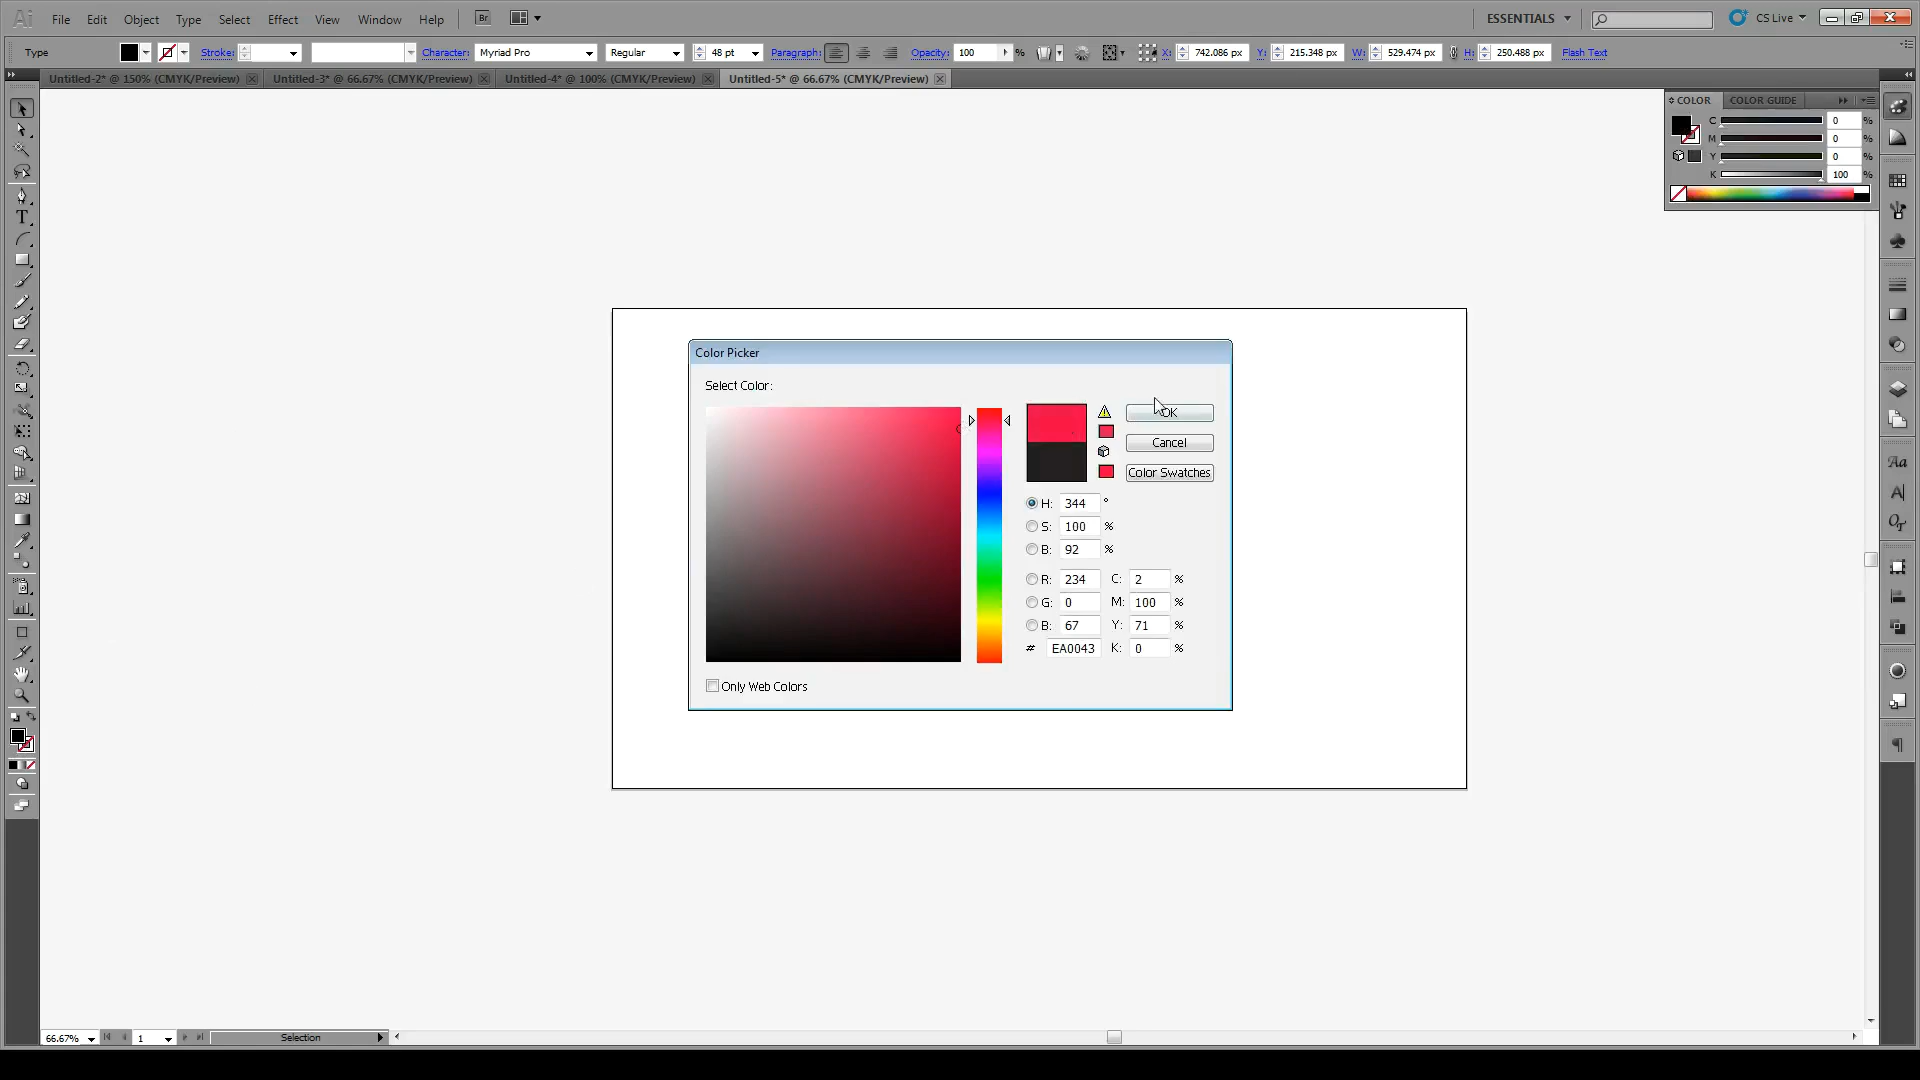 Ai File Edit Object Type Select Effect View Window Help Br ESSENTIALS CS Live
Type Stroke: Character: Myriad Pro Regular 48 pt Paragraph: Opacity: 100 % X: 742.086 px Y: 215.348 px W: 529.474 px H: 250.488 px Flash Text
Untitled-2* @ 150% (CMYK/Preview) Untitled-3* @ 66.67% (CMYK/Preview) Untitled-4* @ 100% (CMYK/Preview) Untitled-5* @ 66.67% (CMYK/Preview)
COLOR COLOR GUIDE
C 0 %
M 0 %
Y 0 %
K 100 %
Color Picker
Select Color:
OK
Cancel
Color Swatches
H: 344 °
S: 100 %
B: 92 %
R: 234 C: 2 %
G: 0 M: 100 %
B: 67 Y: 71 %
# EA0043 K: 0 %
Only Web Colors
66.67% 1 Selection